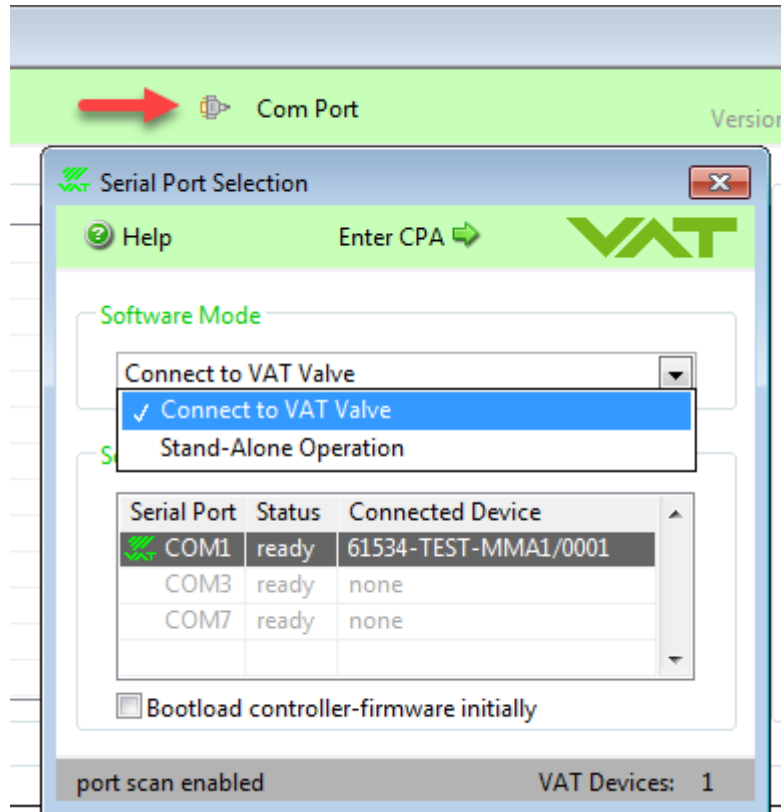 Com Port
Version
Serial Port Selection
Help Enter CPA VAT
Software Mode
Connect to VAT Valve
Connect to VAT Valve
Stand-Alone Operation
S
Serial Port Status Connected Device
VAT COM1 ready 61534-TEST-MMA1/0001
COM3 ready none
COM7 ready none
Bootload controller-firmware initially
port scan enabled VAT Devices: 1